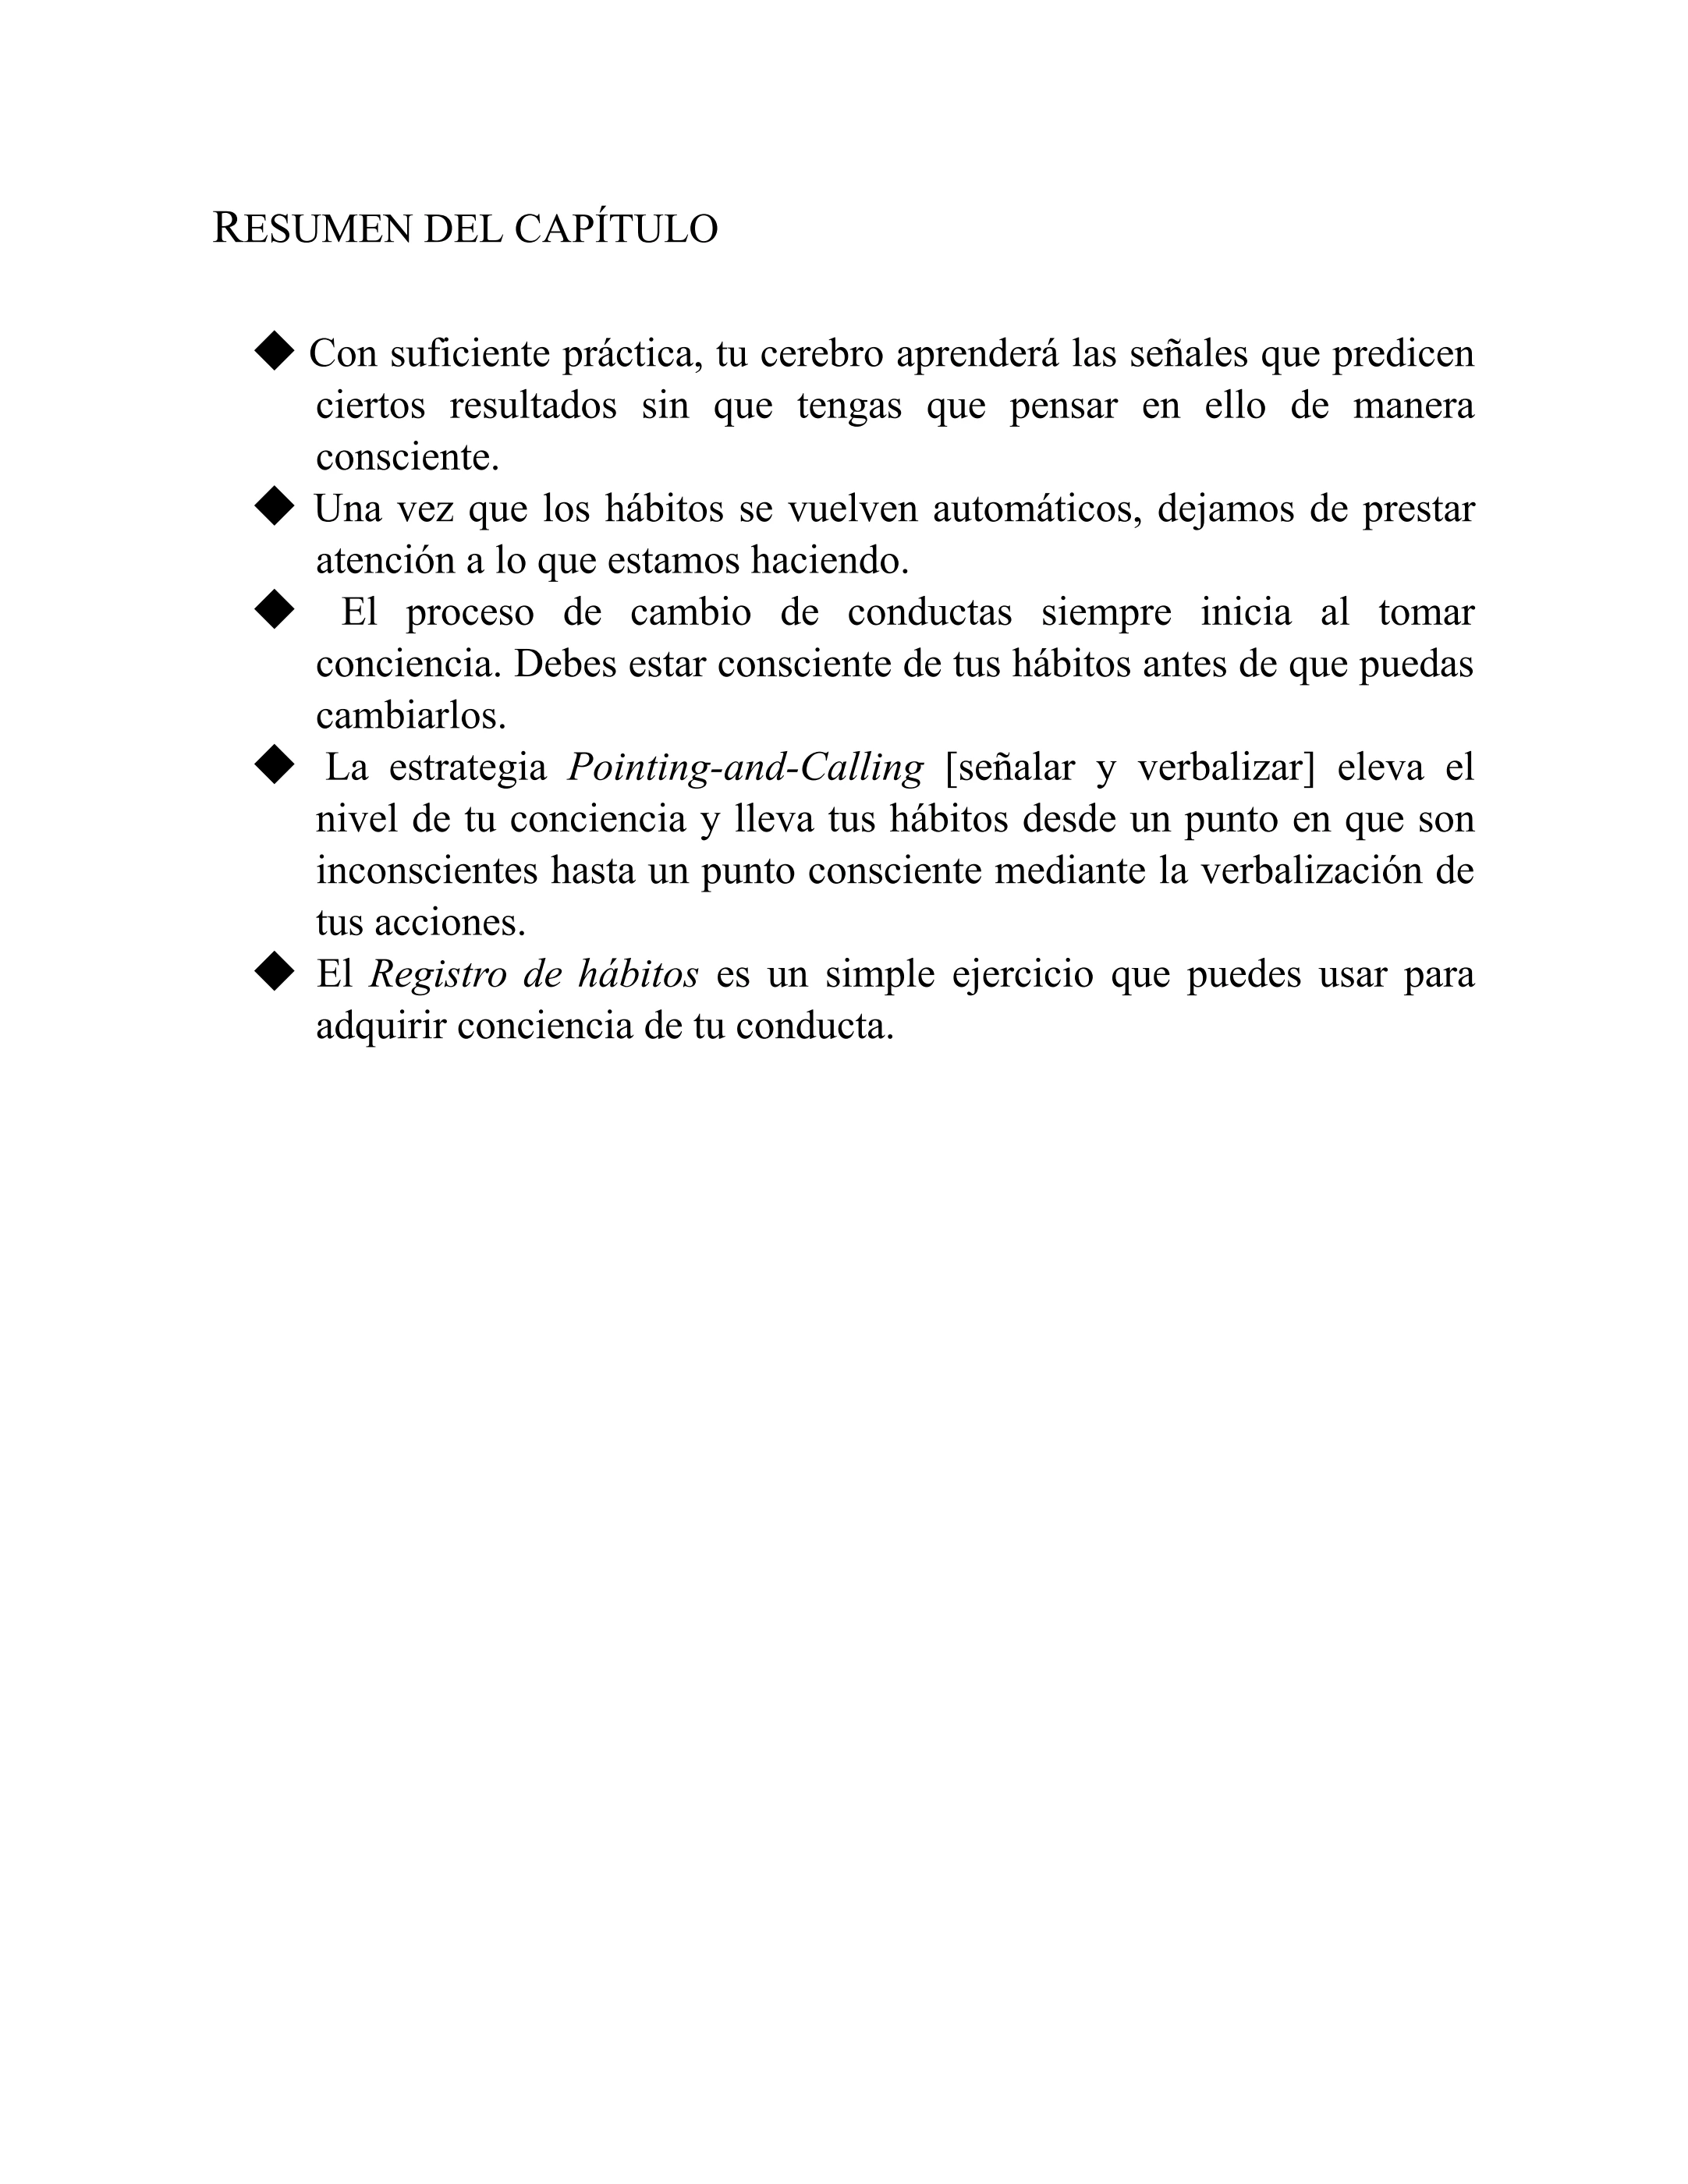 RESUMEN DEL CAPÍTULO
◆ Con suficiente práctica, tu cerebro aprenderá las señales que predicen
ciertos resultados sin que tengas que pensar en ello de manera
consciente.
◆ Una vez que los hábitos se vuelven automáticos, dejamos de prestar
atención a lo que estamos haciendo.
◆ El proceso de cambio de conductas siempre inicia al tomar
conciencia. Debes estar consciente de tus hábitos antes de que puedas
cambiarlos.
◆ La estrategia Pointing-and-Calling [señalar y verbalizar] eleva el
nivel de tu conciencia y lleva tus hábitos desde un punto en que son
inconscientes hasta un punto consciente mediante la verbalización de
tus acciones.
◆ El Registro de hábitos es un simple ejercicio que puedes usar para
adquirir conciencia de tu conducta.